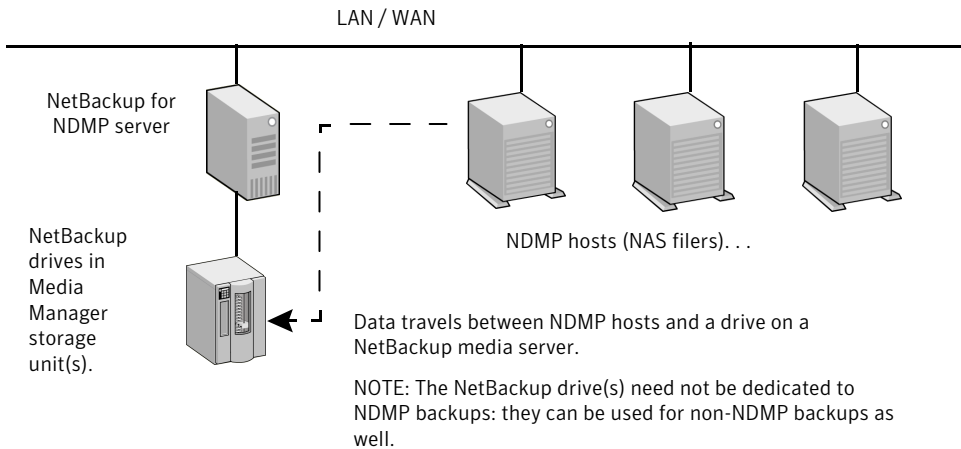 LAN / WAN
NetBackup for
NDMP server
NetBackup
drives in
Media
Manager
storage
unit(s).
NDMP hosts (NAS filers). . .
Data travels between NDMP hosts and a drive on a
NetBackup media server.
NOTE: The NetBackup drive(s) need not be dedicated to
NDMP backups: they can be used for non-NDMP backups as
well.